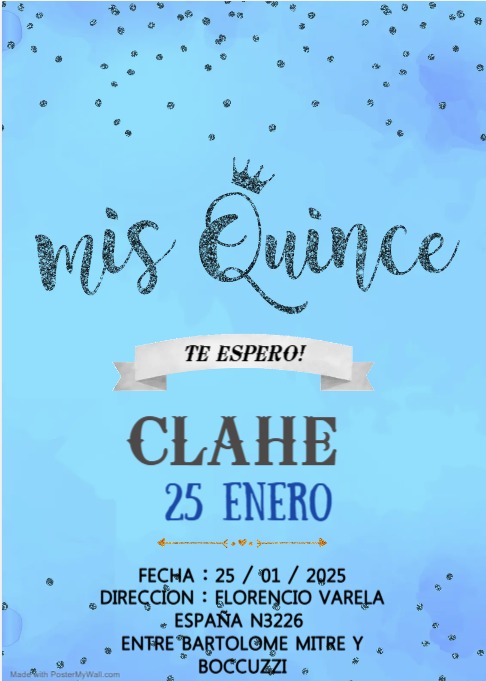 mis Quince
TE ESPERO!
CLAHE
25 ENERO
FECHA : 25 / 01 / 2025
DIRECCION : FLORENCIO VARELA
ESPAÑA N3226
ENTRE BARTOLOME MITRE Y
BOCCUZZI
Made with PosterMyWall.com